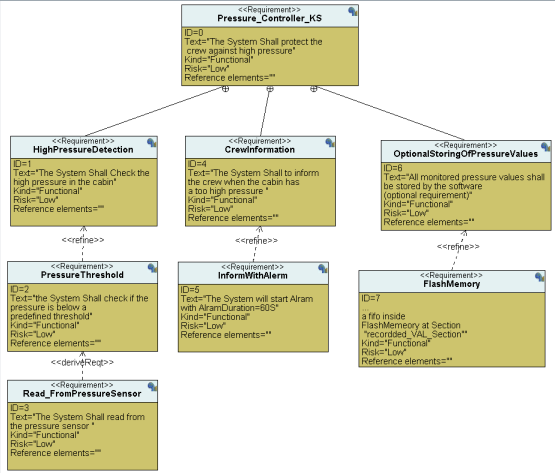 <<Requirement>>
Pressure_Controller_KS
ID=0
Text="The System Shall protect the
crew against high pressure"
Kind="Functional"
Risk="Low"
Reference elements=""
<<Requirement>>
HighPressureDetection
ID=1
Text="The System Shall Check the
high pressure in the cabin"
Kind="Functional"
Risk="Low"
Reference elements=""
<<Requirement>>
CrewInformation
ID=4
Text="The System Shall to inform
the crew when the cabin has
a too high pressure "
Kind="Functional"
Risk="Low"
Reference elements=""
<<Requirement>>
OptionalStoringOfPressureValues
ID=6
Text="All monitored pressure values shall
be stored by the software
(optional requirement)"
Kind="Functional"
Risk="Low"
Reference elements=""
<<refine>>
<<refine>>
<<refine>>
<<Requirement>>
PressureThreshold
ID=2
Text="the System Shall check if the
pressure is below a
predefined threshold"
Kind="Functional"
Risk="Low"
Reference elements=""
<<Requirement>>
InformWithAlerm
ID=5
Text="The System will start Alram
with AlramDuration=60S"
Kind="Functional"
Risk="Low"
Reference elements=""
<<Requirement>>
FlashMemory
ID=7
...
a fifo inside
FlashMemeory at Section
"recordded_VAL_Section""
Kind="Functional"
Risk="Low"
Reference elements=""
<<deriveReqt>>
<<Requirement>>
Read_FromPressureSensor
ID=3
Text="The System Shall read from
the pressure sensor "
Kind="Functional"
Risk="Low"
Reference elements=""